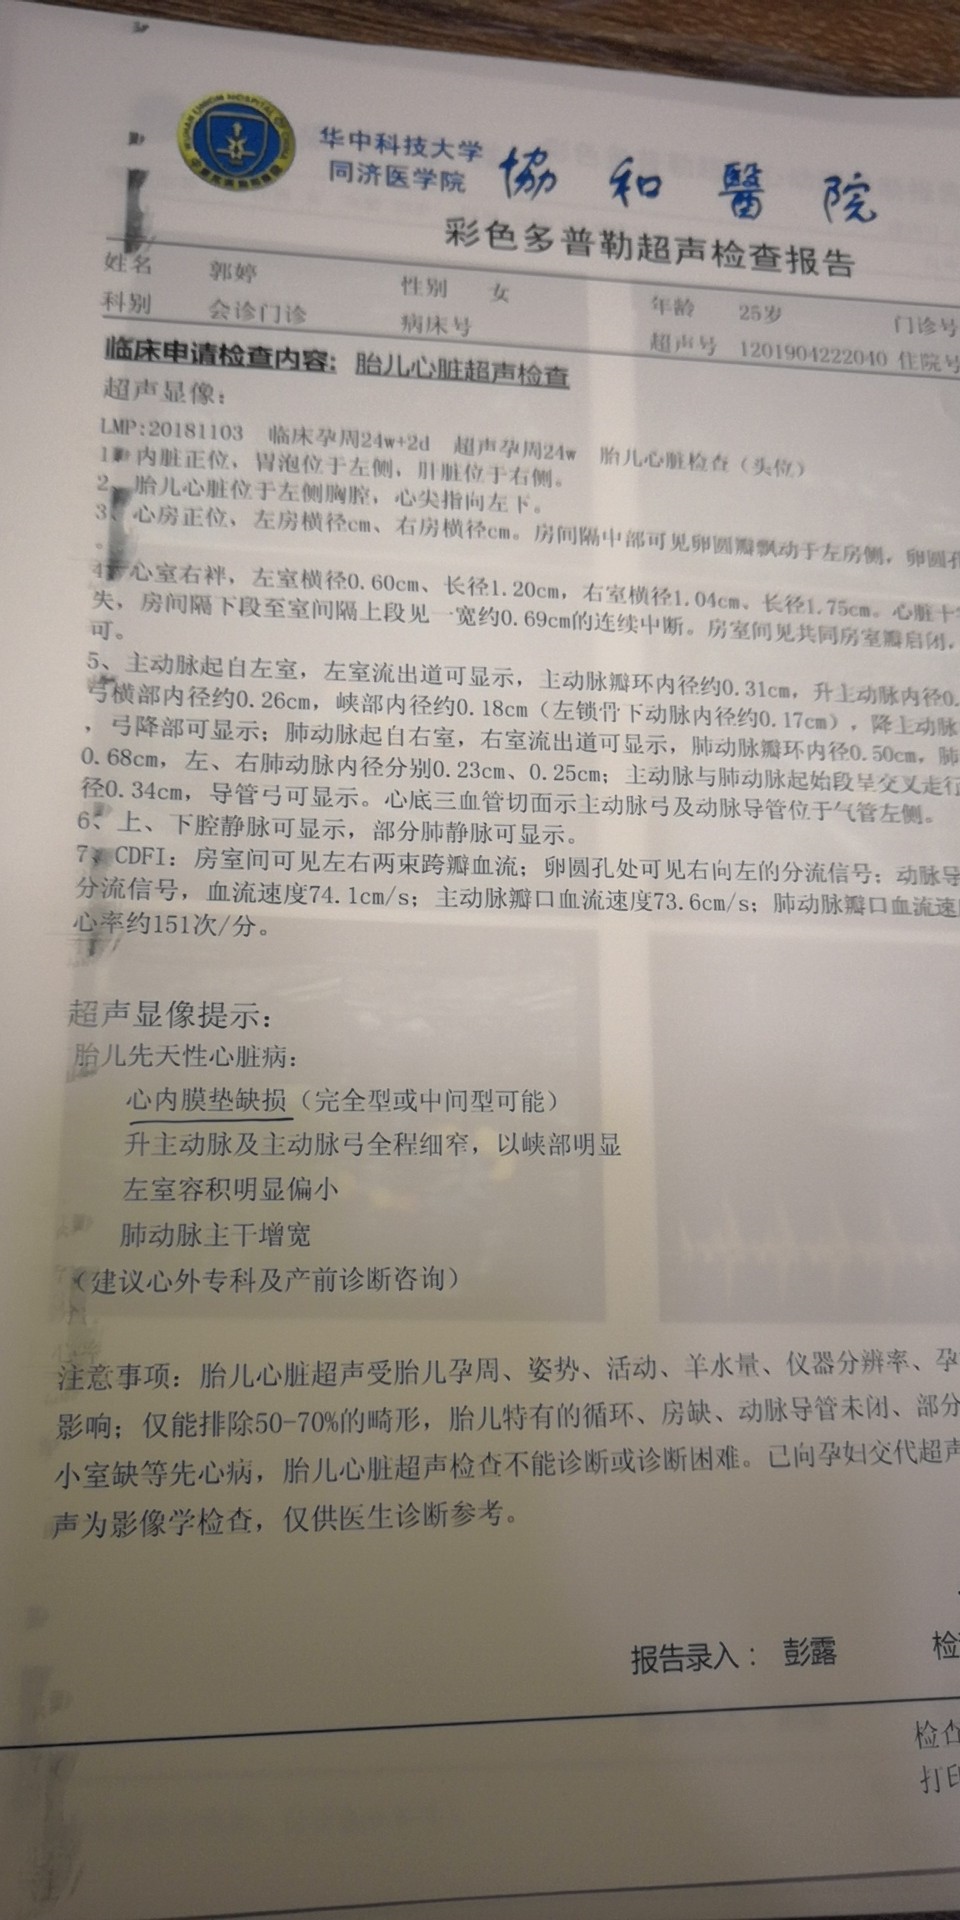 WUHAN UNION HOSPITAL OF CHINA
华中科技大学
同济医学院
协和医院
彩色多普勒超声检查报告
姓名 郭婷 性别 女 年龄 25岁 门诊号
科别 会诊门诊 病床号 超声号 1201904222040 住院号
临床申请检查内容: 胎儿心脏超声检查
超声显像:
LMP:20181103 临床孕周24w+2d 超声孕周24w 胎儿心脏检查(头位)
1、内脏正位,胃泡位于左侧,肝脏位于右侧。
2、胎儿心脏位于左侧胸腔,心尖指向左下。
3、心房正位,左房横径cm、右房横径cm。房间隔中部可见卵圆瓣飘动于左房侧,卵圆孔
。
4、心室右袢,左室横径0.60cm、长径1.20cm,右室横径1.04cm、长径1.75cm。心脏十字
失,房间隔下段至室间隔上段见一宽约0.69cm的连续中断。房室间见共同房室瓣启闭,
可。
5、主动脉起自左室,左室流出道可显示,主动脉瓣环内径约0.31cm,升主动脉内径0.
弓横部内径约0.26cm,峡部内径约0.18cm(左锁骨下动脉内径约0.17cm),降主动脉
,弓降部可显示;肺动脉起自右室,右室流出道可显示,肺动脉瓣环内径0.50cm,肺
0.68cm,左、右肺动脉内径分别0.23cm、0.25cm;主动脉与肺动脉起始段呈交叉走行
径0.34cm,导管弓可显示。心底三血管切面示主动脉弓及动脉导管位于气管左侧。
6、上、下腔静脉可显示,部分肺静脉可显示。
7、CDFI:房室间可见左右两束跨瓣血流;卵圆孔处可见右向左的分流信号;动脉导
分流信号,血流速度74.1cm/s;主动脉瓣口血流速度73.6cm/s;肺动脉瓣口血流速
心率约151次/分。
超声显像提示:
胎儿先天性心脏病:
心内膜垫缺损(完全型或中间型可能)
升主动脉及主动脉弓全程细窄,以峡部明显
左室容积明显偏小
肺动脉主干增宽
(建议心外专科及产前诊断咨询)
注意事项:胎儿心脏超声受胎儿孕周、姿势、活动、羊水量、仪器分辨率、孕
影响;仅能排除50-70%的畸形,胎儿特有的循环、房缺、动脉导管未闭、部分
小室缺等先心病,胎儿心脏超声检查不能诊断或诊断困难。已向孕妇交代超声
声为影像学检查,仅供医生诊断参考。
报告录入: 彭露 检
检查
打印